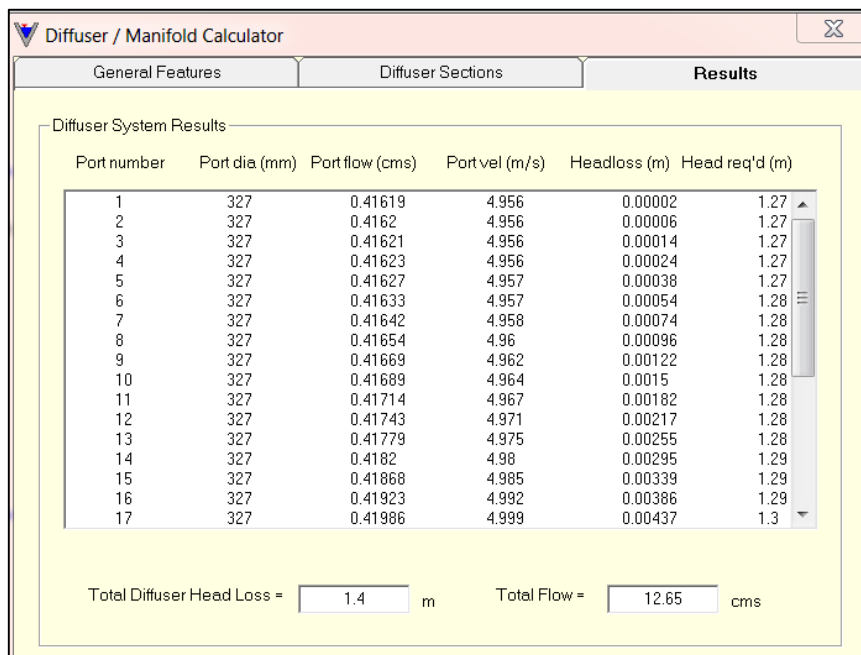 Diffuser / Manifold Calculator
General Features Diffuser Sections Results
Diffuser System Results
Port number Port dia (mm) Port flow (cms) Port vel (m/s) Headloss (m) Head req'd (m)
1 327 0.41619 4.956 0.00002 1.27
2 327 0.4162 4.956 0.00006 1.27
3 327 0.41621 4.956 0.00014 1.27
4 327 0.41623 4.956 0.00024 1.27
5 327 0.41627 4.957 0.00038 1.27
6 327 0.41633 4.957 0.00054 1.28
7 327 0.41642 4.958 0.00074 1.28
8 327 0.41654 4.96 0.00096 1.28
9 327 0.41669 4.962 0.00122 1.28
10 327 0.41689 4.964 0.0015 1.28
11 327 0.41714 4.967 0.00182 1.28
12 327 0.41743 4.971 0.00217 1.28
13 327 0.41779 4.975 0.00255 1.28
14 327 0.4182 4.98 0.00295 1.29
15 327 0.41868 4.985 0.00339 1.29
16 327 0.41923 4.992 0.00386 1.29
17 327 0.41986 4.999 0.00437 1.3
Total Diffuser Head Loss = 1.4 m Total Flow = 12.65 cms